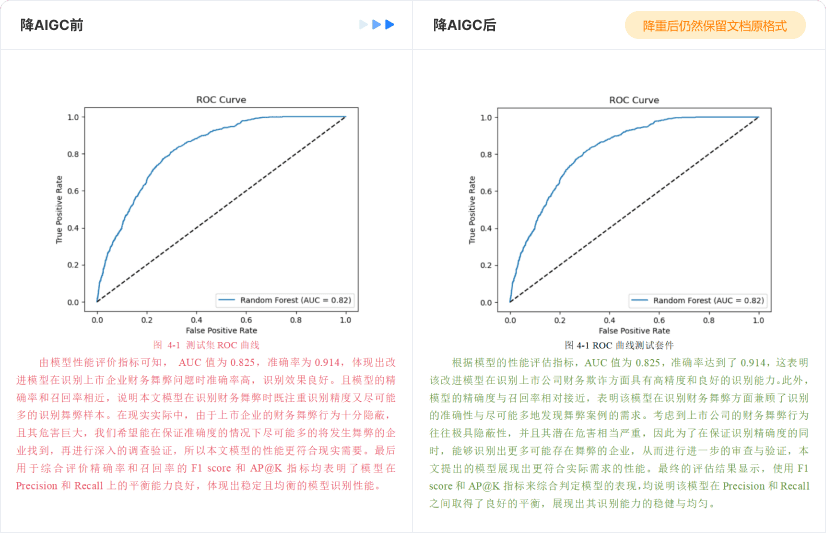 降AIGC前
降AIGC后
降重后仍然保留文档原格式
ROC Curve
1.0
0.8
0.6
0.4
0.2
0.0
True Positive Rate
Random Forest (AUC = 0.82)
0.0 0.2 0.4 0.6 0.8 1.0
False Positive Rate
图 4-1 测试集 ROC 曲线
由模型性能评价指标可知， AUC 值为 0.825，准确率为 0.914，体现出改
进模型在识别上市企业财务舞弊问题时准确率高，识别效果良好。且模型的精
确率和召回率相近，说明本文模型在识别财务舞弊时既注重识别精度又尽可能
多的识别舞弊样本。在现实实际中，由于上市企业的财务舞弊行为十分隐蔽，
且其危害巨大，我们希望能在保证准确度的情况下尽可能多的将发生舞弊的企
业找到，再进行深入的调查验证，所以本文模型的性能更符合现实需要。最后
用于综合评价精确率和召回率的 F1 score 和 AP@K 指标均表明了模型在
Precision 和 Recall 上的平衡能力良好，体现出稳定且均衡的模型识别性能。
ROC Curve
1.0
0.8
0.6
0.4
0.2
0.0
True Positive Rate
Random Forest (AUC = 0.82)
0.0 0.2 0.4 0.6 0.8 1.0
False Positive Rate
图 4-1 ROC 曲线测试套件
根据模型的性能评估指标，AUC 值为 0.825，准确率达到了 0.914，这表明
该改进模型在识别上市公司财务欺诈方面具有高精度和良好的识别能力。此外，
模型的精确度与召回率相对接近，表明该模型在识别财务舞弊方面兼顾了识别
的准确性与尽可能多地发现舞弊案例的需求。考虑到上市公司的财务舞弊行为
往往极具隐蔽性，并且其潜在危害相当严重，因此为了在保证识别精确度的同
时，能够识别出更多可能存在舞弊的企业，从而进行进一步的审查与验证，本
文提出的模型展现出更符合实际需求的性能。最终的评估结果显示，使用 F1
score 和 AP@K 指标来综合判定模型的表现，均说明该模型在 Precision 和 Recall
之间取得了良好的平衡，展现出其识别能力的稳健与均匀。